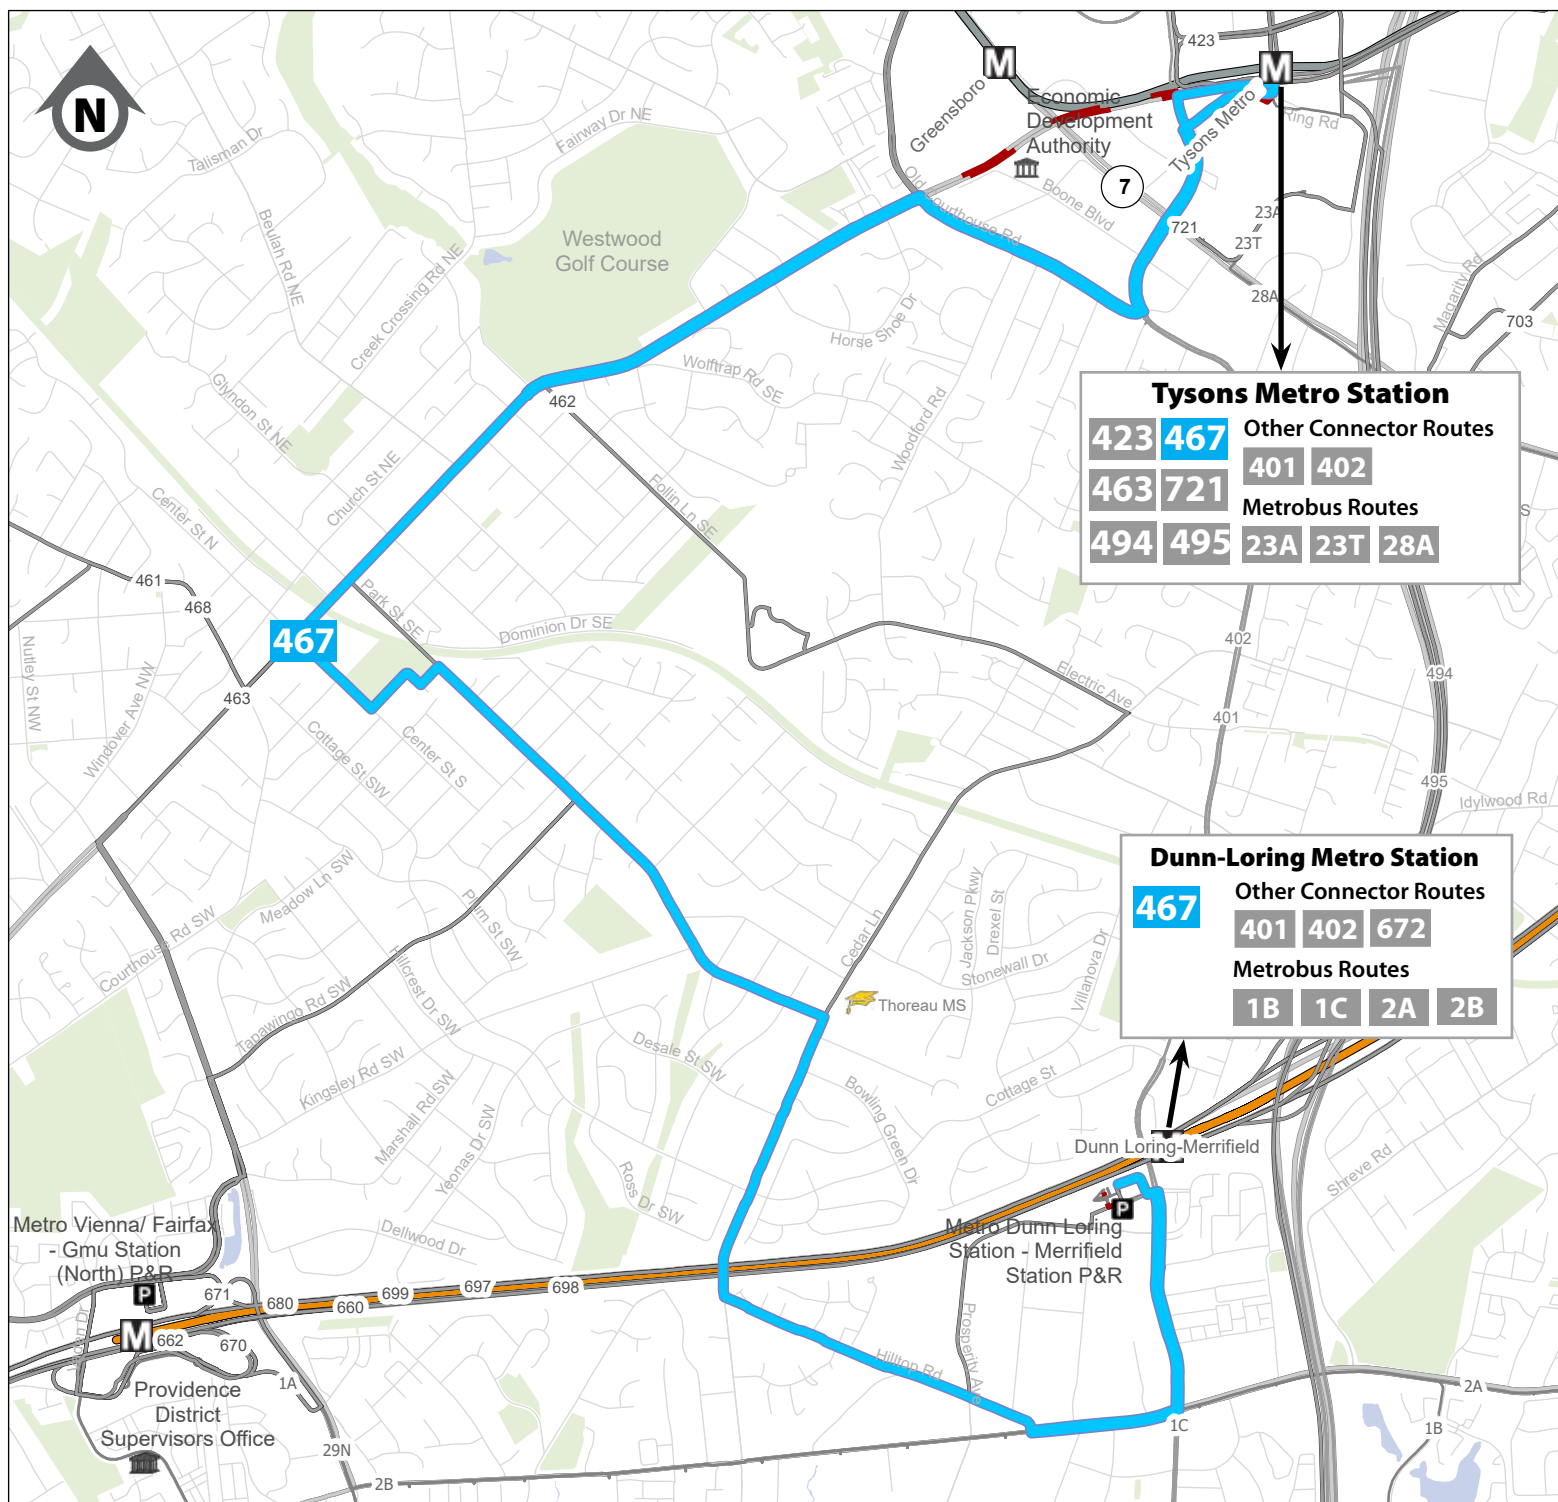 N
M
M
423
Greensboro
Economic
Development
Authority
Tysons Metro
Ring Rd
Talisman Dr
Fairway Dr NE
Old Courthouse Rd
Boone Blvd
7
721
23A
23T
28A
Magarity Rd
703
Beulah Rd NE
Creek Crossing Rd NE
Westwood
Golf Course
Horse Shoe Dr
Wolftrap Rd SE
Woodford Rd
462
Glyndon St NE
Church St NE
Center St N
Follin Ln SE
Tysons Metro Station
423
467
Other Connector Routes
401
402
463
721
Metrobus Routes
494
495
23A
23T
28A
S
461
468
Park St SE
Dominion Dr SE
467
463
Nutley St NW
Windover Ave NW
Cottage St SW
Center St S
Electric Ave
402
401
494
495
Idylwood Rd
Dunn-Loring Metro Station
467
Other Connector Routes
401
402
672
Metrobus Routes
1B
1C
2A
2B
Courthouse Rd SW
Meadow Ln SW
Plum St SW
Hillcrest Dr SW
Tapawingo Rd SW
Kingsley Rd SW
Marshall Rd SW
Yeonas Dr SW
Desale St SW
Ross Dr SW
Dellwood Dr
Cedar Ln
Thoreau MS
S Jackson Pkwy
Drexel St
Stonewall Dr
Villanova Dr
Bowling Green Dr
Cottage St
Dunn Loring-Merrifield
P
Metro Dunn Loring
Station - Merrifield
Station P&R
Shreve Rd
Metro Vienna/ Fairfax
- Gmu Station
(North) P&R
P
M
671
680
660
699
697
698
662
670
1A
Providence
District
Supervisors Office
29N
2B
Hilltop Rd
Prosperity Ave
1C
2A
1B